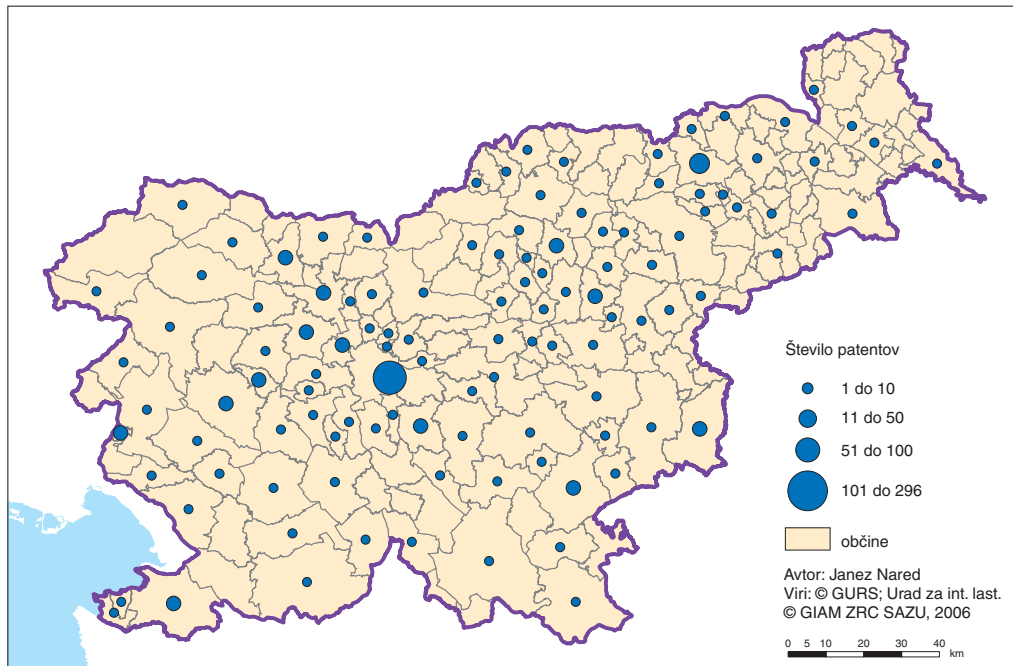 Število patentov
1 do 10
11 do 50
51 do 100
101 do 296
občine
Avtor: Janez Nared
Viri: © GURS; Urad za int. last.
© GIAM ZRC SAZU, 2006
0 5 10 20 30 40
km